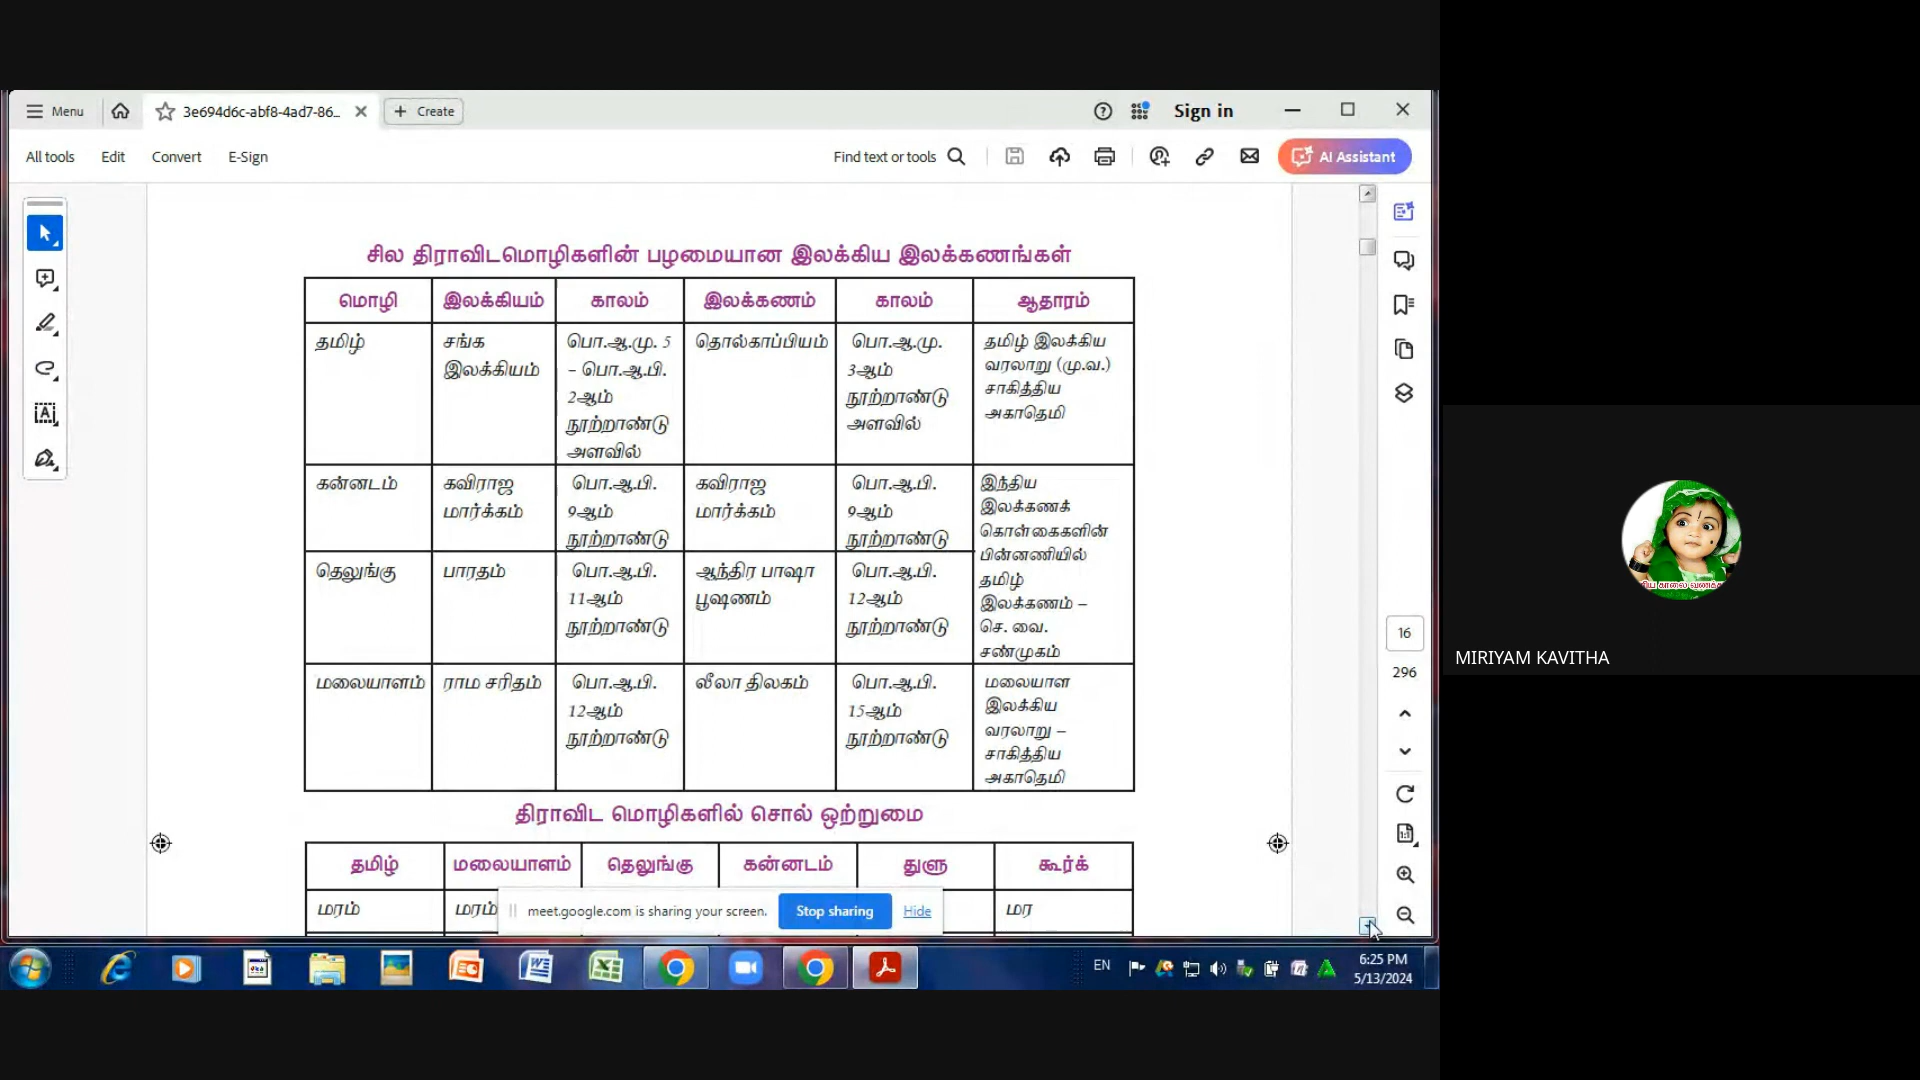 Menu
3e694d6c-abf8-4ad7-86...
Create
Sign in
All tools
Edit
Convert
E-Sign
Find text or tools
AI Assistant
சில திராவிடமொழிகளின் பழமையான இலக்கிய இலக்கணங்கள்
மொழி இலக்கியம் காலம் இலக்கணம் காலம் ஆதாரம்
தமிழ்
சங்க
இலக்கியம்
பொ.ஆ.மு. 5
– பொ.ஆ.பி.
2ஆம்
நூற்றாண்டு
அளவில்
தொல்காப்பியம்
பொ.ஆ.மு.
3ஆம்
நூற்றாண்டு
அளவில்
தமிழ் இலக்கிய
வரலாறு (மு.வ.)
சாகித்திய
அகாதெமி
கன்னடம்
கவிராஜ
மார்க்கம்
பொ.ஆ.பி.
9ஆம்
நூற்றாண்டு
கவிராஜ
மார்க்கம்
பொ.ஆ.பி.
9ஆம்
நூற்றாண்டு
இந்திய
இலக்கணக்
கொள்கைகளின்
பின்னணியில்
தமிழ்
இலக்கணம் –
செ. வை.
சண்முகம்
தெலுங்கு
பாரதம்
பொ.ஆ.பி.
11ஆம்
நூற்றாண்டு
ஆந்திர பாஷா
பூஷணம்
பொ.ஆ.பி.
12ஆம்
நூற்றாண்டு
மலையாளம்
ராம சரிதம்
பொ.ஆ.பி.
12ஆம்
நூற்றாண்டு
லீலா திலகம்
பொ.ஆ.பி.
15ஆம்
நூற்றாண்டு
மலையாள
இலக்கிய
வரலாறு –
சாகித்திய
அகாதெமி
திராவிட மொழிகளில் சொல் ஒற்றுமை
தமிழ் மலையாளம் தெலுங்கு கன்னடம் துளு கூர்க்
மரம் மரம் மர
meet.google.com is sharing your screen.
Stop sharing
Hide
16
296
MIRIYAM KAVITHA
EN
6:25 PM
5/13/2024